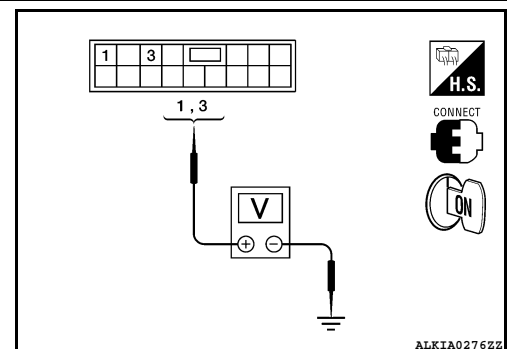 1 3
H.S.
1 , 3
CONNECT
ON
V
+ −
ALKIA0276ZZ